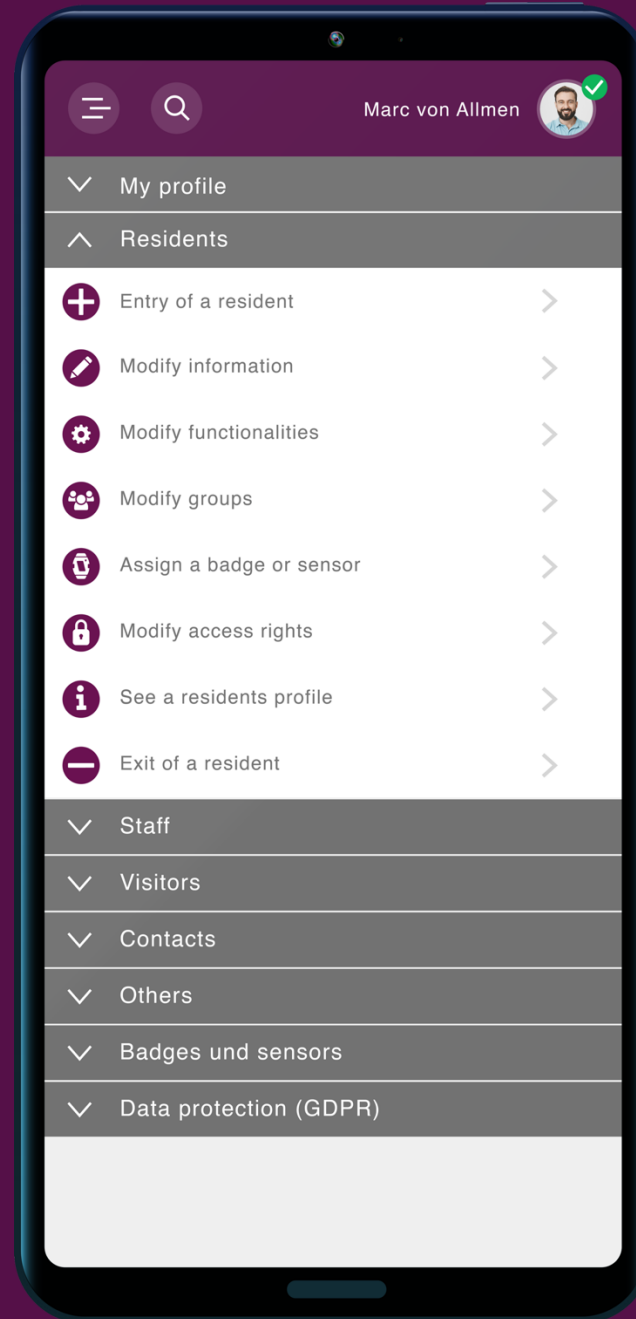 Marc von Allmen
My profile
Residents
Entry of a resident
Modify information
Modify functionalities
Modify groups
Assign a badge or sensor
Modify access rights
See a residents profile
Exit of a resident
Staff
Visitors
Contacts
Others
Badges und sensors
Data protection (GDPR)